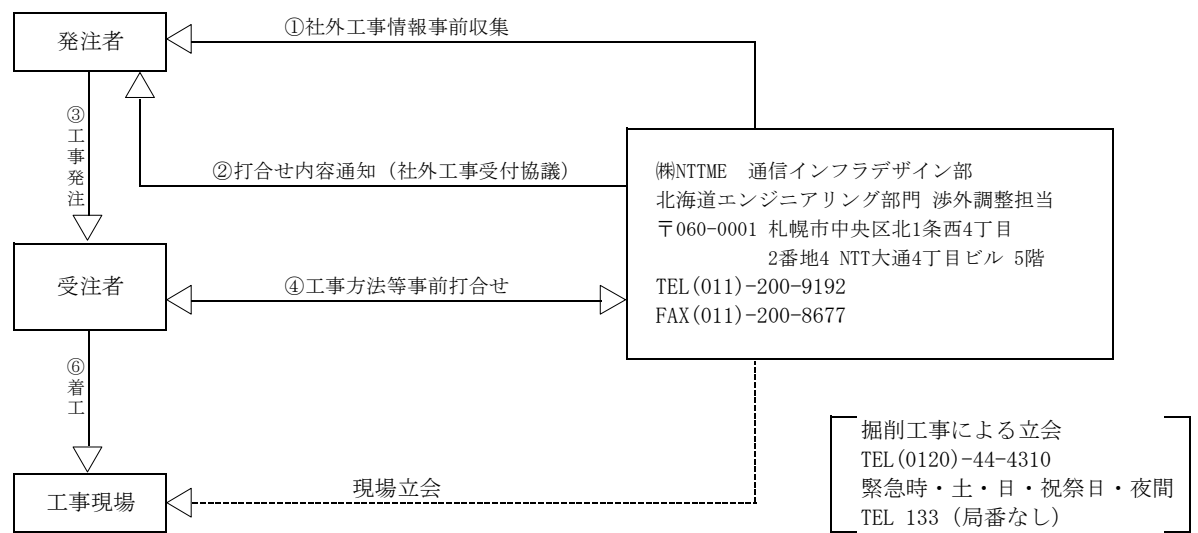 発注者
①社外工事情報事前収集
③工事発注
②打合せ内容通知（社外工事受付協議）
㈱NTTME　通信インフラデザイン部
北海道エンジニアリング部門 渉外調整担当
〒060-0001 札幌市中央区北1条西4丁目
2番地4 NTT大通4丁目ビル 5階
TEL(011)-200-9192
FAX(011)-200-8677
受注者
④工事方法等事前打合せ
⑥着工
工事現場
現場立会
掘削工事による立会
TEL(0120)-44-4310
緊急時・土・日・祝祭日・夜間
TEL 133（局番なし）